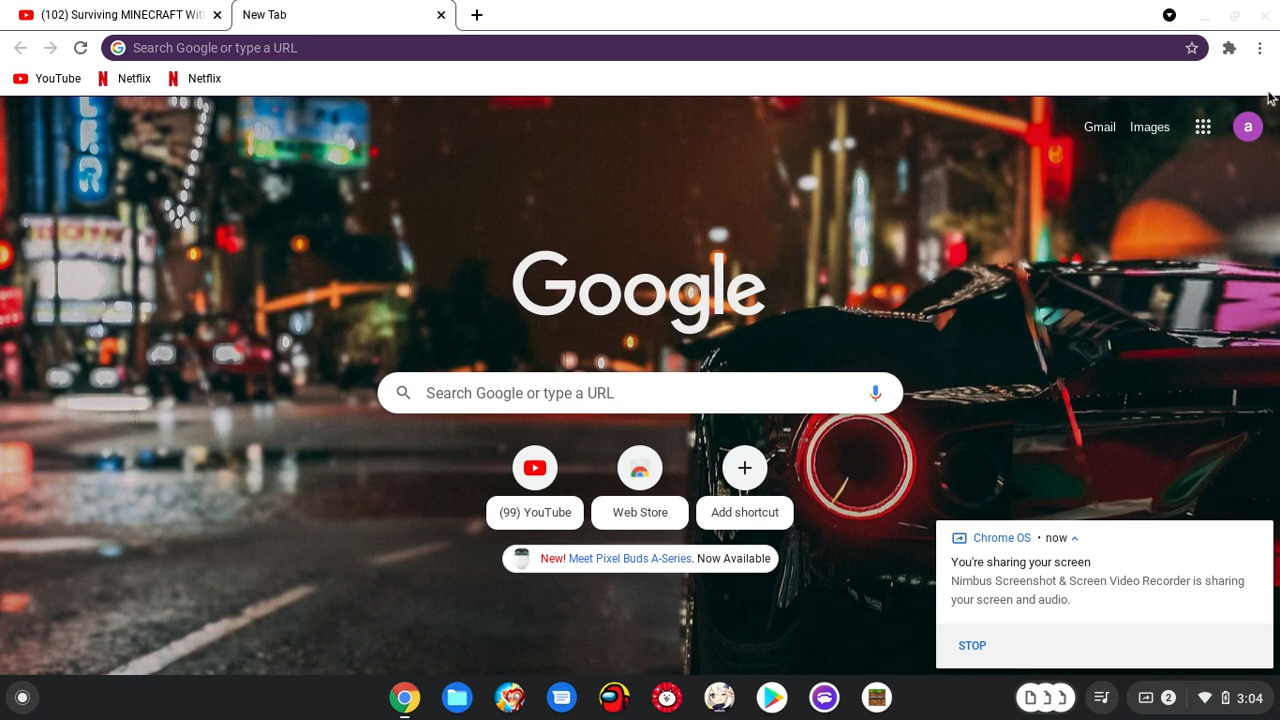 (102) Surviving MINECRAFT Wit
New Tab
Search Google or type a URL
YouTube
Netflix
Netflix
Gmail
Images
a
Google
Search Google or type a URL
(99) YouTube
Web Store
Add shortcut
New! Meet Pixel Buds A-Series. Now Available
Chrome OS • now
You're sharing your screen
Nimbus Screenshot & Screen Video Recorder is sharing
your screen and audio.
STOP
2
3:04